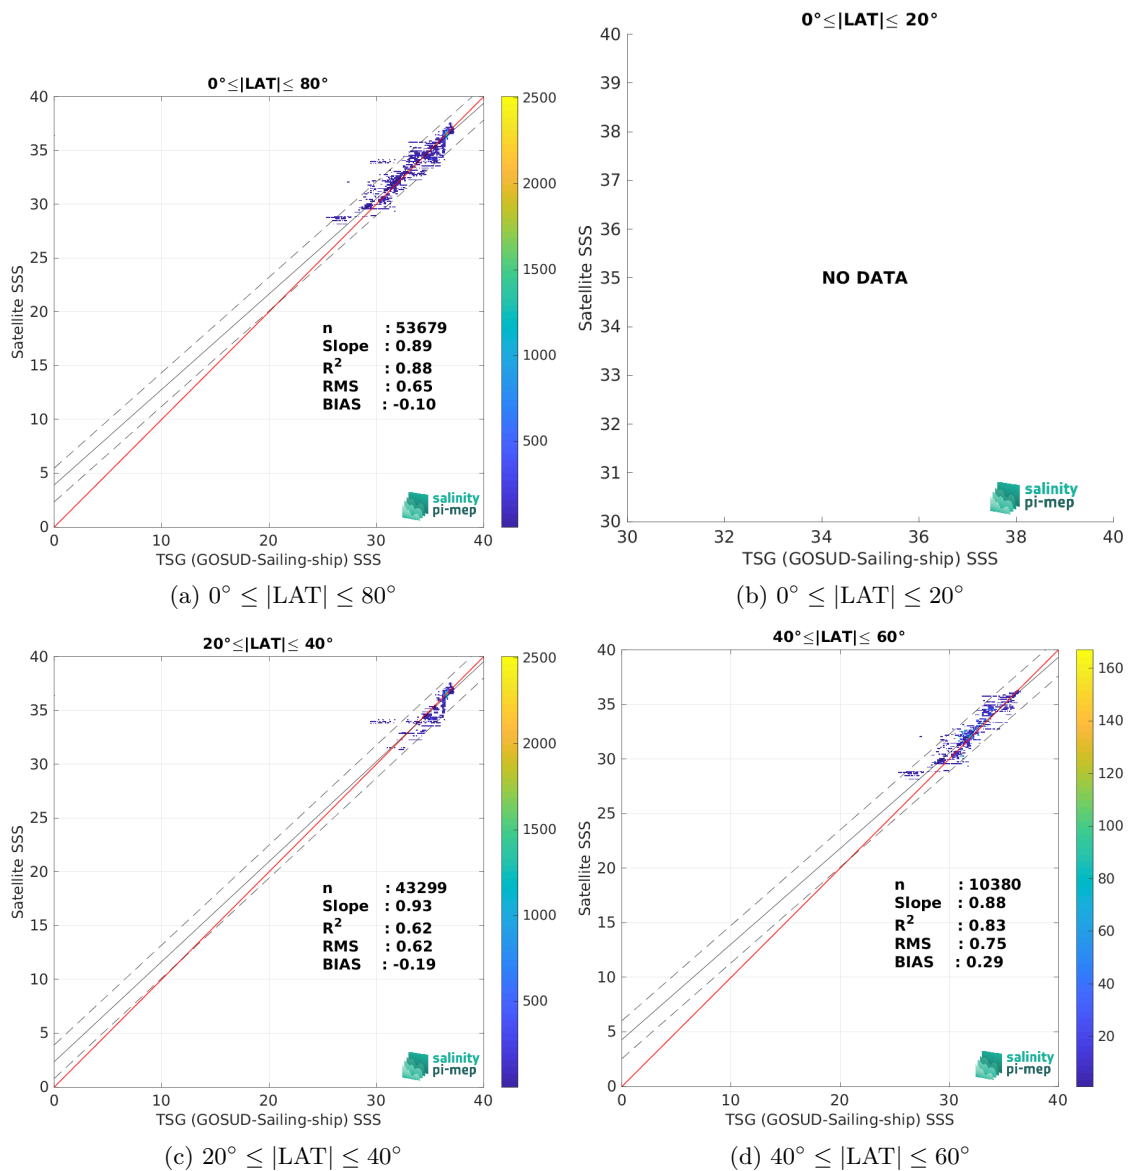 0°≤|LAT|≤ 80°
40
35
30
25
20
15
10
5
0
Satellite SSS
n : 53679
Slope : 0.89
R² : 0.88
RMS : 0.65
BIAS : -0.10
salinity
pi-mep
0 10 20 30 40
TSG (GOSUD-Sailing-ship) SSS
2500
2000
1500
1000
500
(a) 0° ≤ |LAT| ≤ 80°
0°≤|LAT|≤ 20°
40
39
38
37
36
35
34
33
32
31
30
Satellite SSS
NO DATA
salinity
pi-mep
30 32 34 36 38 40
TSG (GOSUD-Sailing-ship) SSS
(b) 0° ≤ |LAT| ≤ 20°
20°≤|LAT|≤ 40°
40
35
30
25
20
15
10
5
0
Satellite SSS
n : 43299
Slope : 0.93
R² : 0.62
RMS : 0.62
BIAS : -0.19
salinity
pi-mep
0 10 20 30 40
TSG (GOSUD-Sailing-ship) SSS
2500
2000
1500
1000
500
(c) 20° ≤ |LAT| ≤ 40°
40°≤|LAT|≤ 60°
40
35
30
25
20
15
10
5
0
Satellite SSS
n : 10380
Slope : 0.88
R² : 0.83
RMS : 0.75
BIAS : 0.29
salinity
pi-mep
0 10 20 30 40
TSG (GOSUD-Sailing-ship) SSS
160
140
120
100
80
60
40
20
(d) 40° ≤ |LAT| ≤ 60°